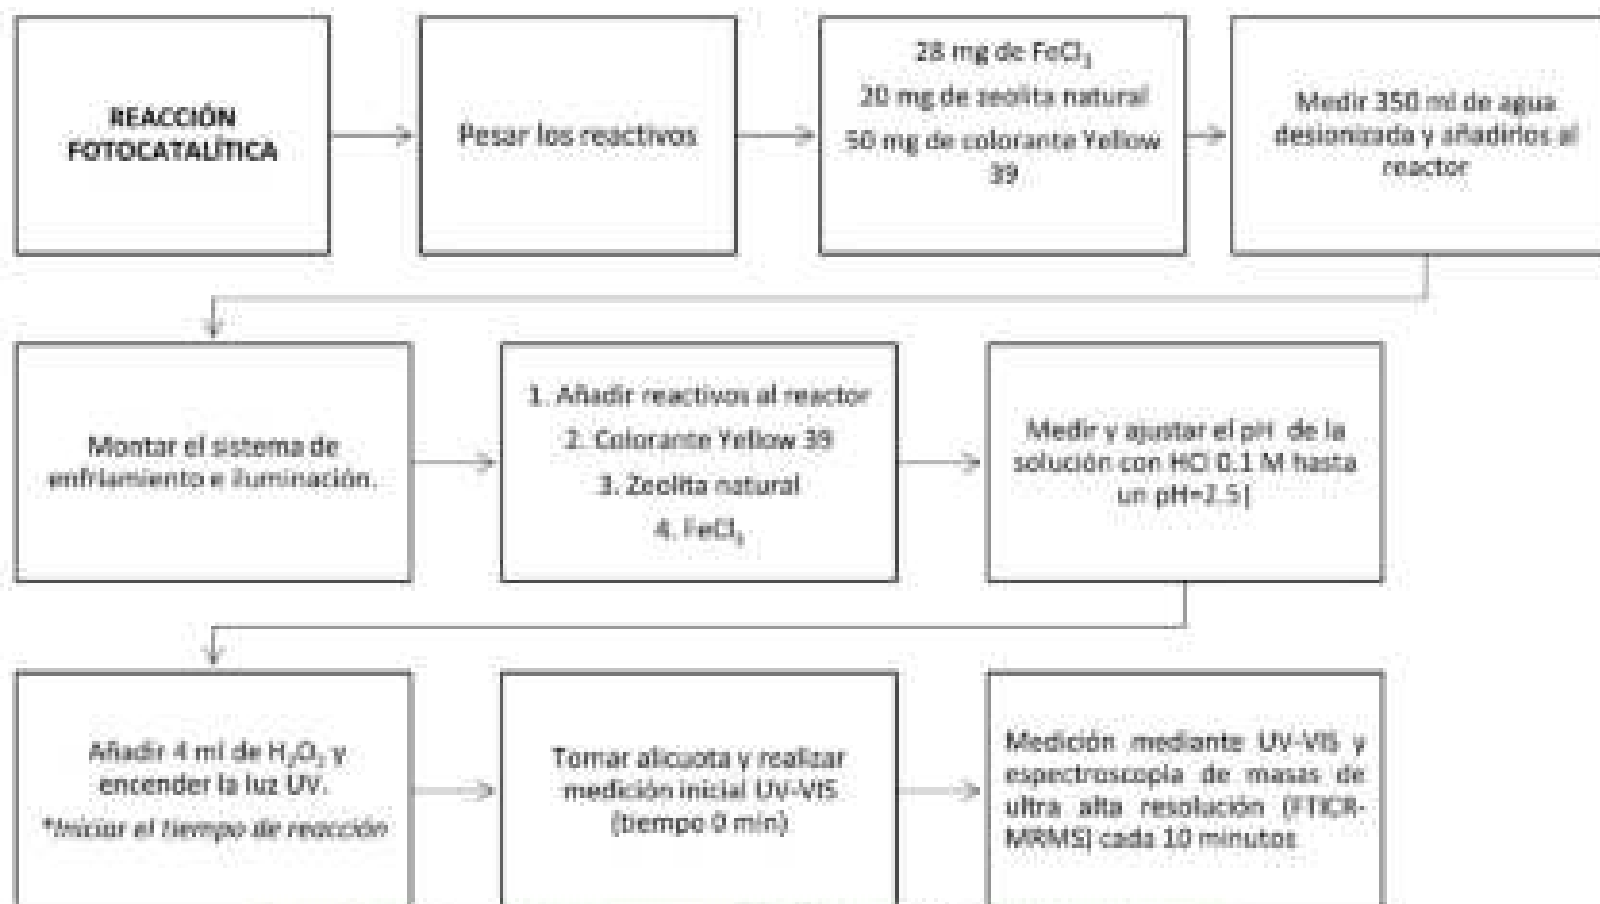 REACCIÓN
FOTOCATALÍTICA
Pesar los reactivos
28 mg de FeCl₃
20 mg de zeolita natural
50 mg de colorante Yellow
39
Medir 350 ml de agua
desionizada y añadirlos al
reactor
Montar el sistema de
enfriamiento e iluminación.
1. Añadir reactivos al reactor
2. Colorante Yellow 39
3. Zeolita natural
4. FeCl₃
Medir y ajustar el pH de la
solución con HCl 0.1 M hasta
un pH=2.5|
Añadir 4 ml de H₂O₂ y
encender la luz UV.
*Iniciar el tiempo de reacción
Tomar alicuota y realizar
medición inicial UV-VIS
(tiempo 0 min)
Medición mediante UV-VIS y
espectroscopia de masas de
ultra alta resolución (FTICR-
MRMS) cada 10 minutos